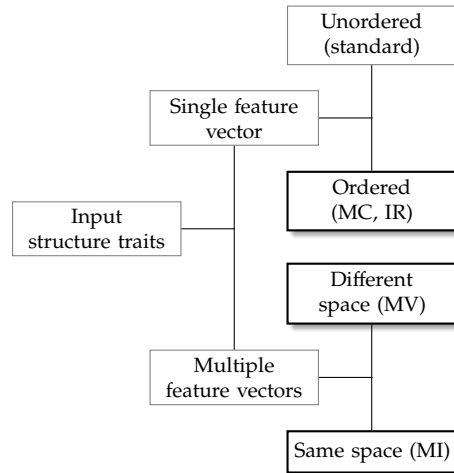 Unordered
(standard)
Single feature
vector
Ordered
(MC, IR)
Input
structure traits
Different
space (MV)
Multiple
feature vectors
Same space (MI)